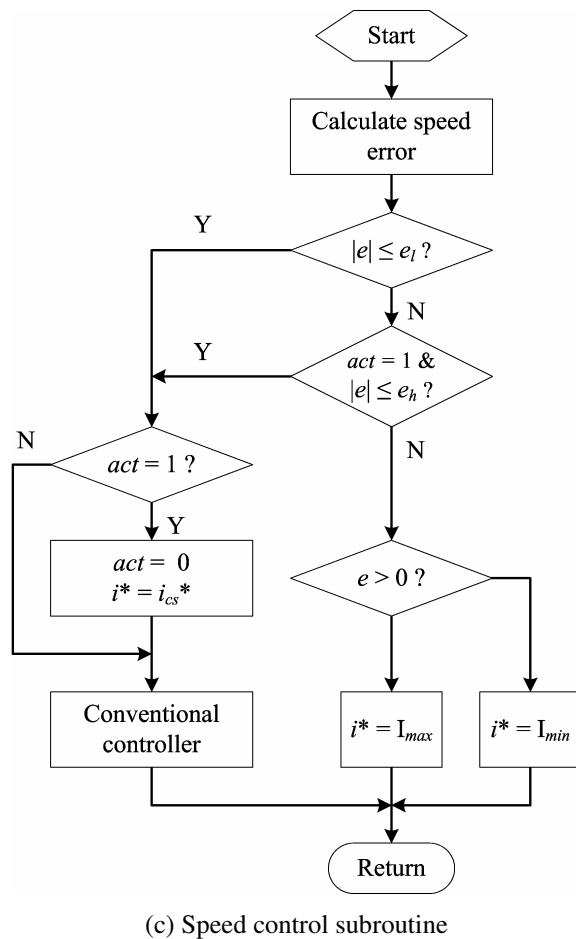 Start
Calculate speed
error
Y
|e| ≤ e_l ?
N
Y
act = 1 &
|e| ≤ e_h ?
N
N
act = 1 ?
Y
act = 0
i* = i_cs*
e > 0 ?
Conventional
controller
i* = I_max
i* = I_min
Return
(c) Speed control subroutine